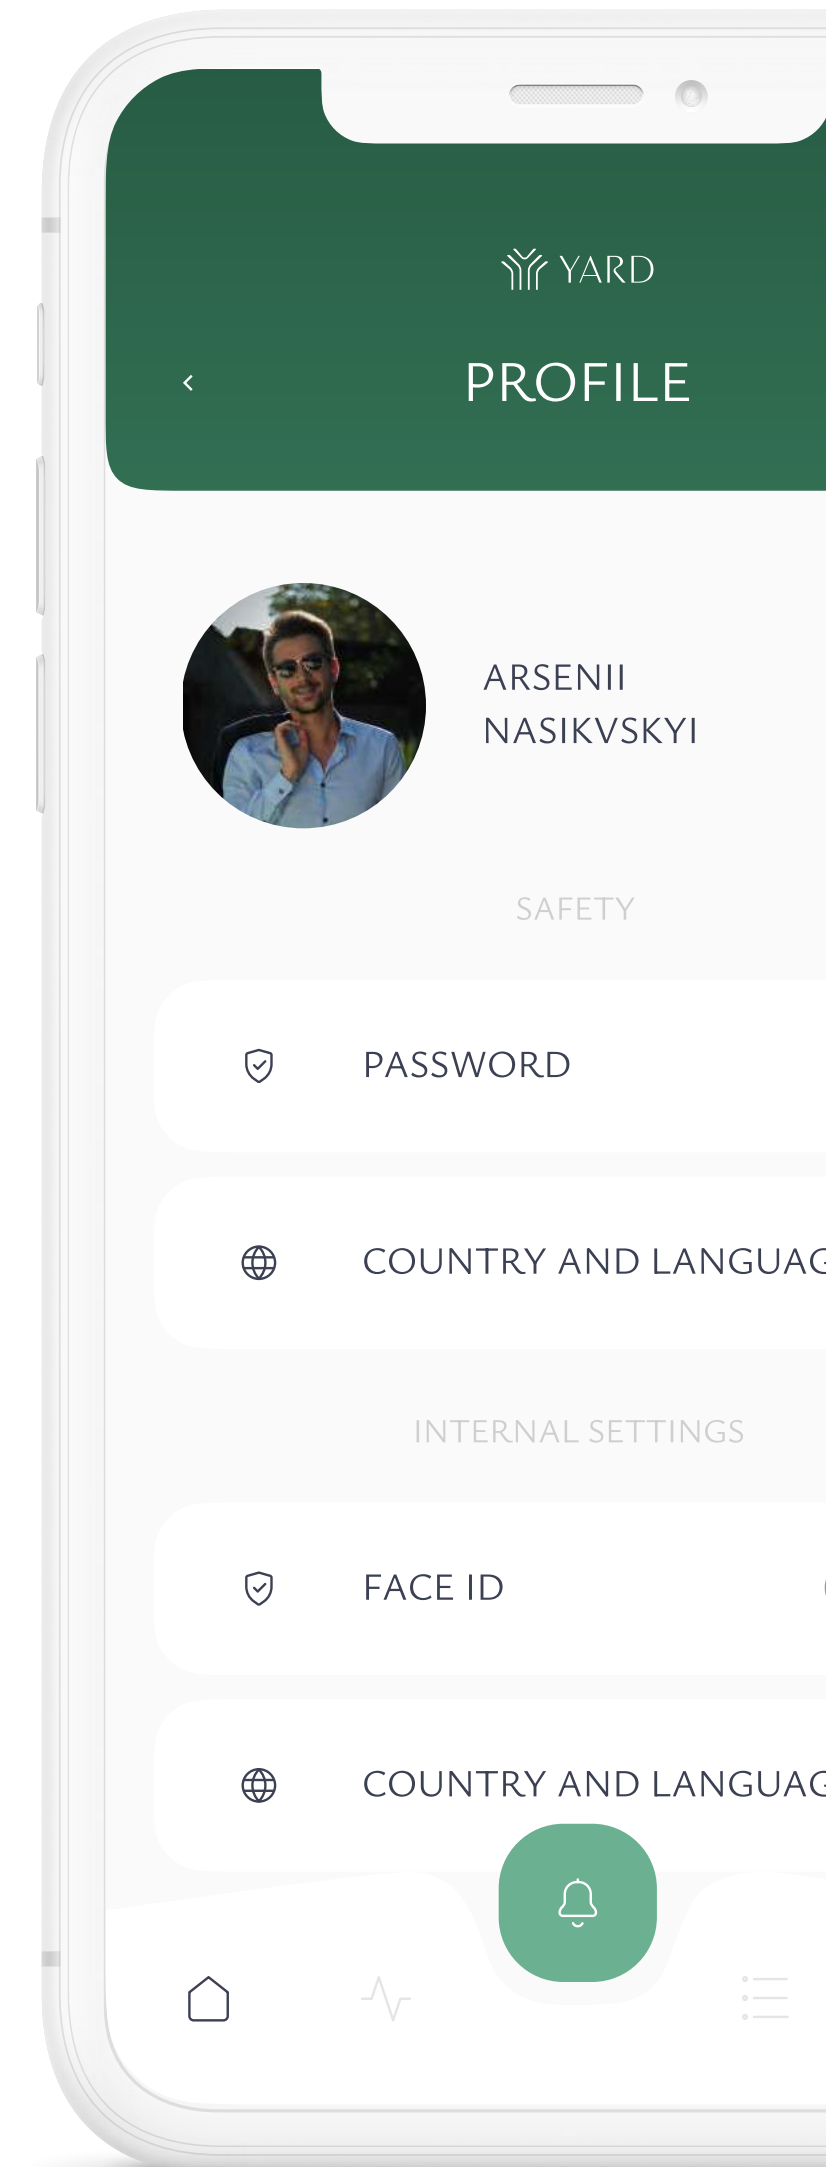 YARD
PROFILE
ARSENII
NASIKVSKYI
SAFETY
PASSWORD
COUNTRY AND LANGUAG
INTERNAL SETTINGS
FACE ID
COUNTRY AND LANGUAG